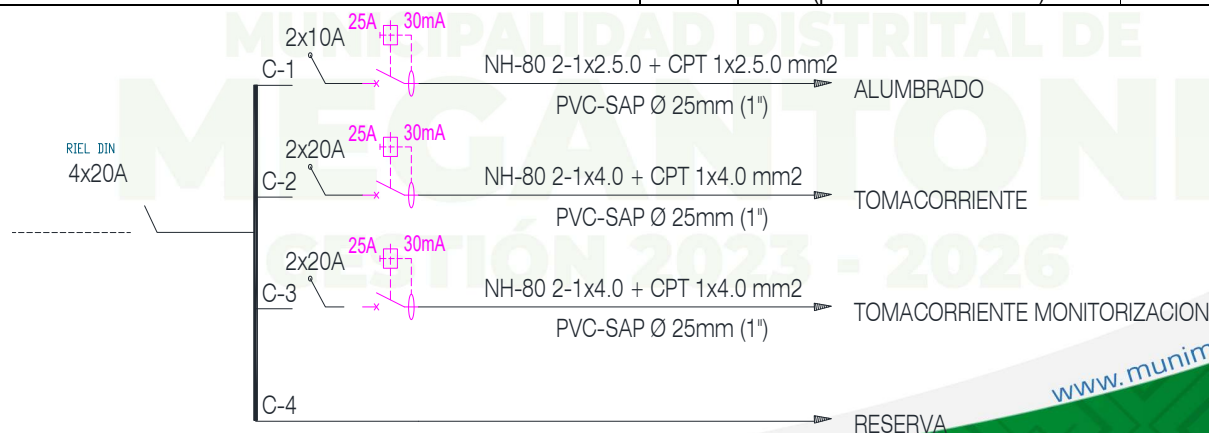 MUNICIPALIDAD DISTRITAL DE
MEGANTONI
GESTIÓN 2023 - 2026
RIEL DIN
4x20A
C-1
2x10A
25A
30mA
NH-80 2-1x2.5.0 + CPT 1x2.5.0 mm2
PVC-SAP Ø 25mm (1")
ALUMBRADO
C-2
2x20A
25A
30mA
NH-80 2-1x4.0 + CPT 1x4.0 mm2
PVC-SAP Ø 25mm (1")
TOMACORRIENTE
C-3
2x20A
25A
30mA
NH-80 2-1x4.0 + CPT 1x4.0 mm2
PVC-SAP Ø 25mm (1")
TOMACORRIENTE MONITORIZACION
C-4
RESERVA
www.munim